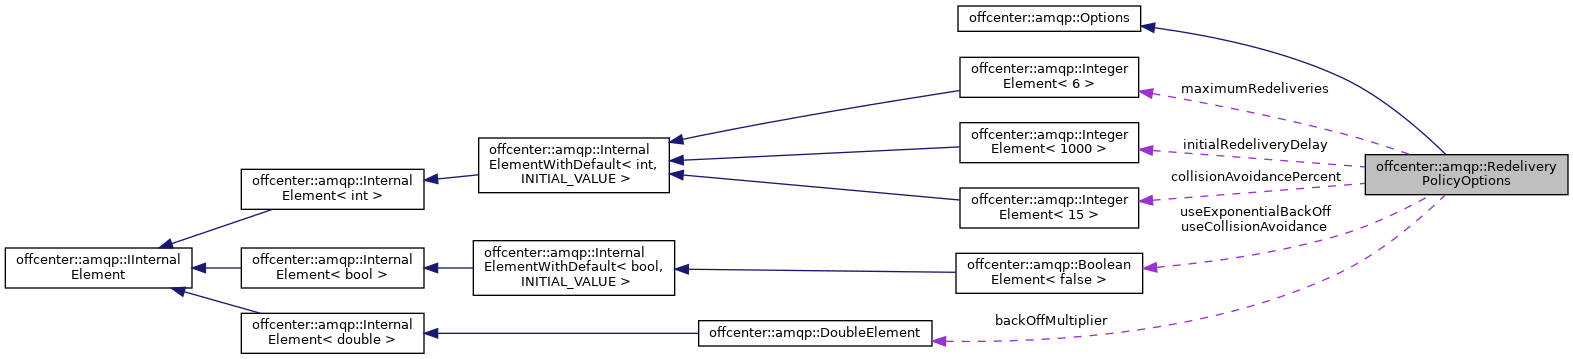 offcenter::amqp::Options
offcenter::amqp::Integer
Element< 6 >
maximumRedeliveries
offcenter::amqp::Integer
Element< 1000 >
initialRedeliveryDelay
offcenter::amqp::Internal
ElementWithDefault< int,
INITIAL_VALUE >
offcenter::amqp::Redelivery
PolicyOptions
collisionAvoidancePercent
offcenter::amqp::Internal
Element< int >
offcenter::amqp::Integer
Element< 15 >
useExponentialBackOff
useCollisionAvoidance
offcenter::amqp::IInternal
Element
offcenter::amqp::Internal
Element< bool >
offcenter::amqp::Internal
ElementWithDefault< bool,
INITIAL_VALUE >
offcenter::amqp::Boolean
Element< false >
offcenter::amqp::Internal
Element< double >
offcenter::amqp::DoubleElement
backOffMultiplier